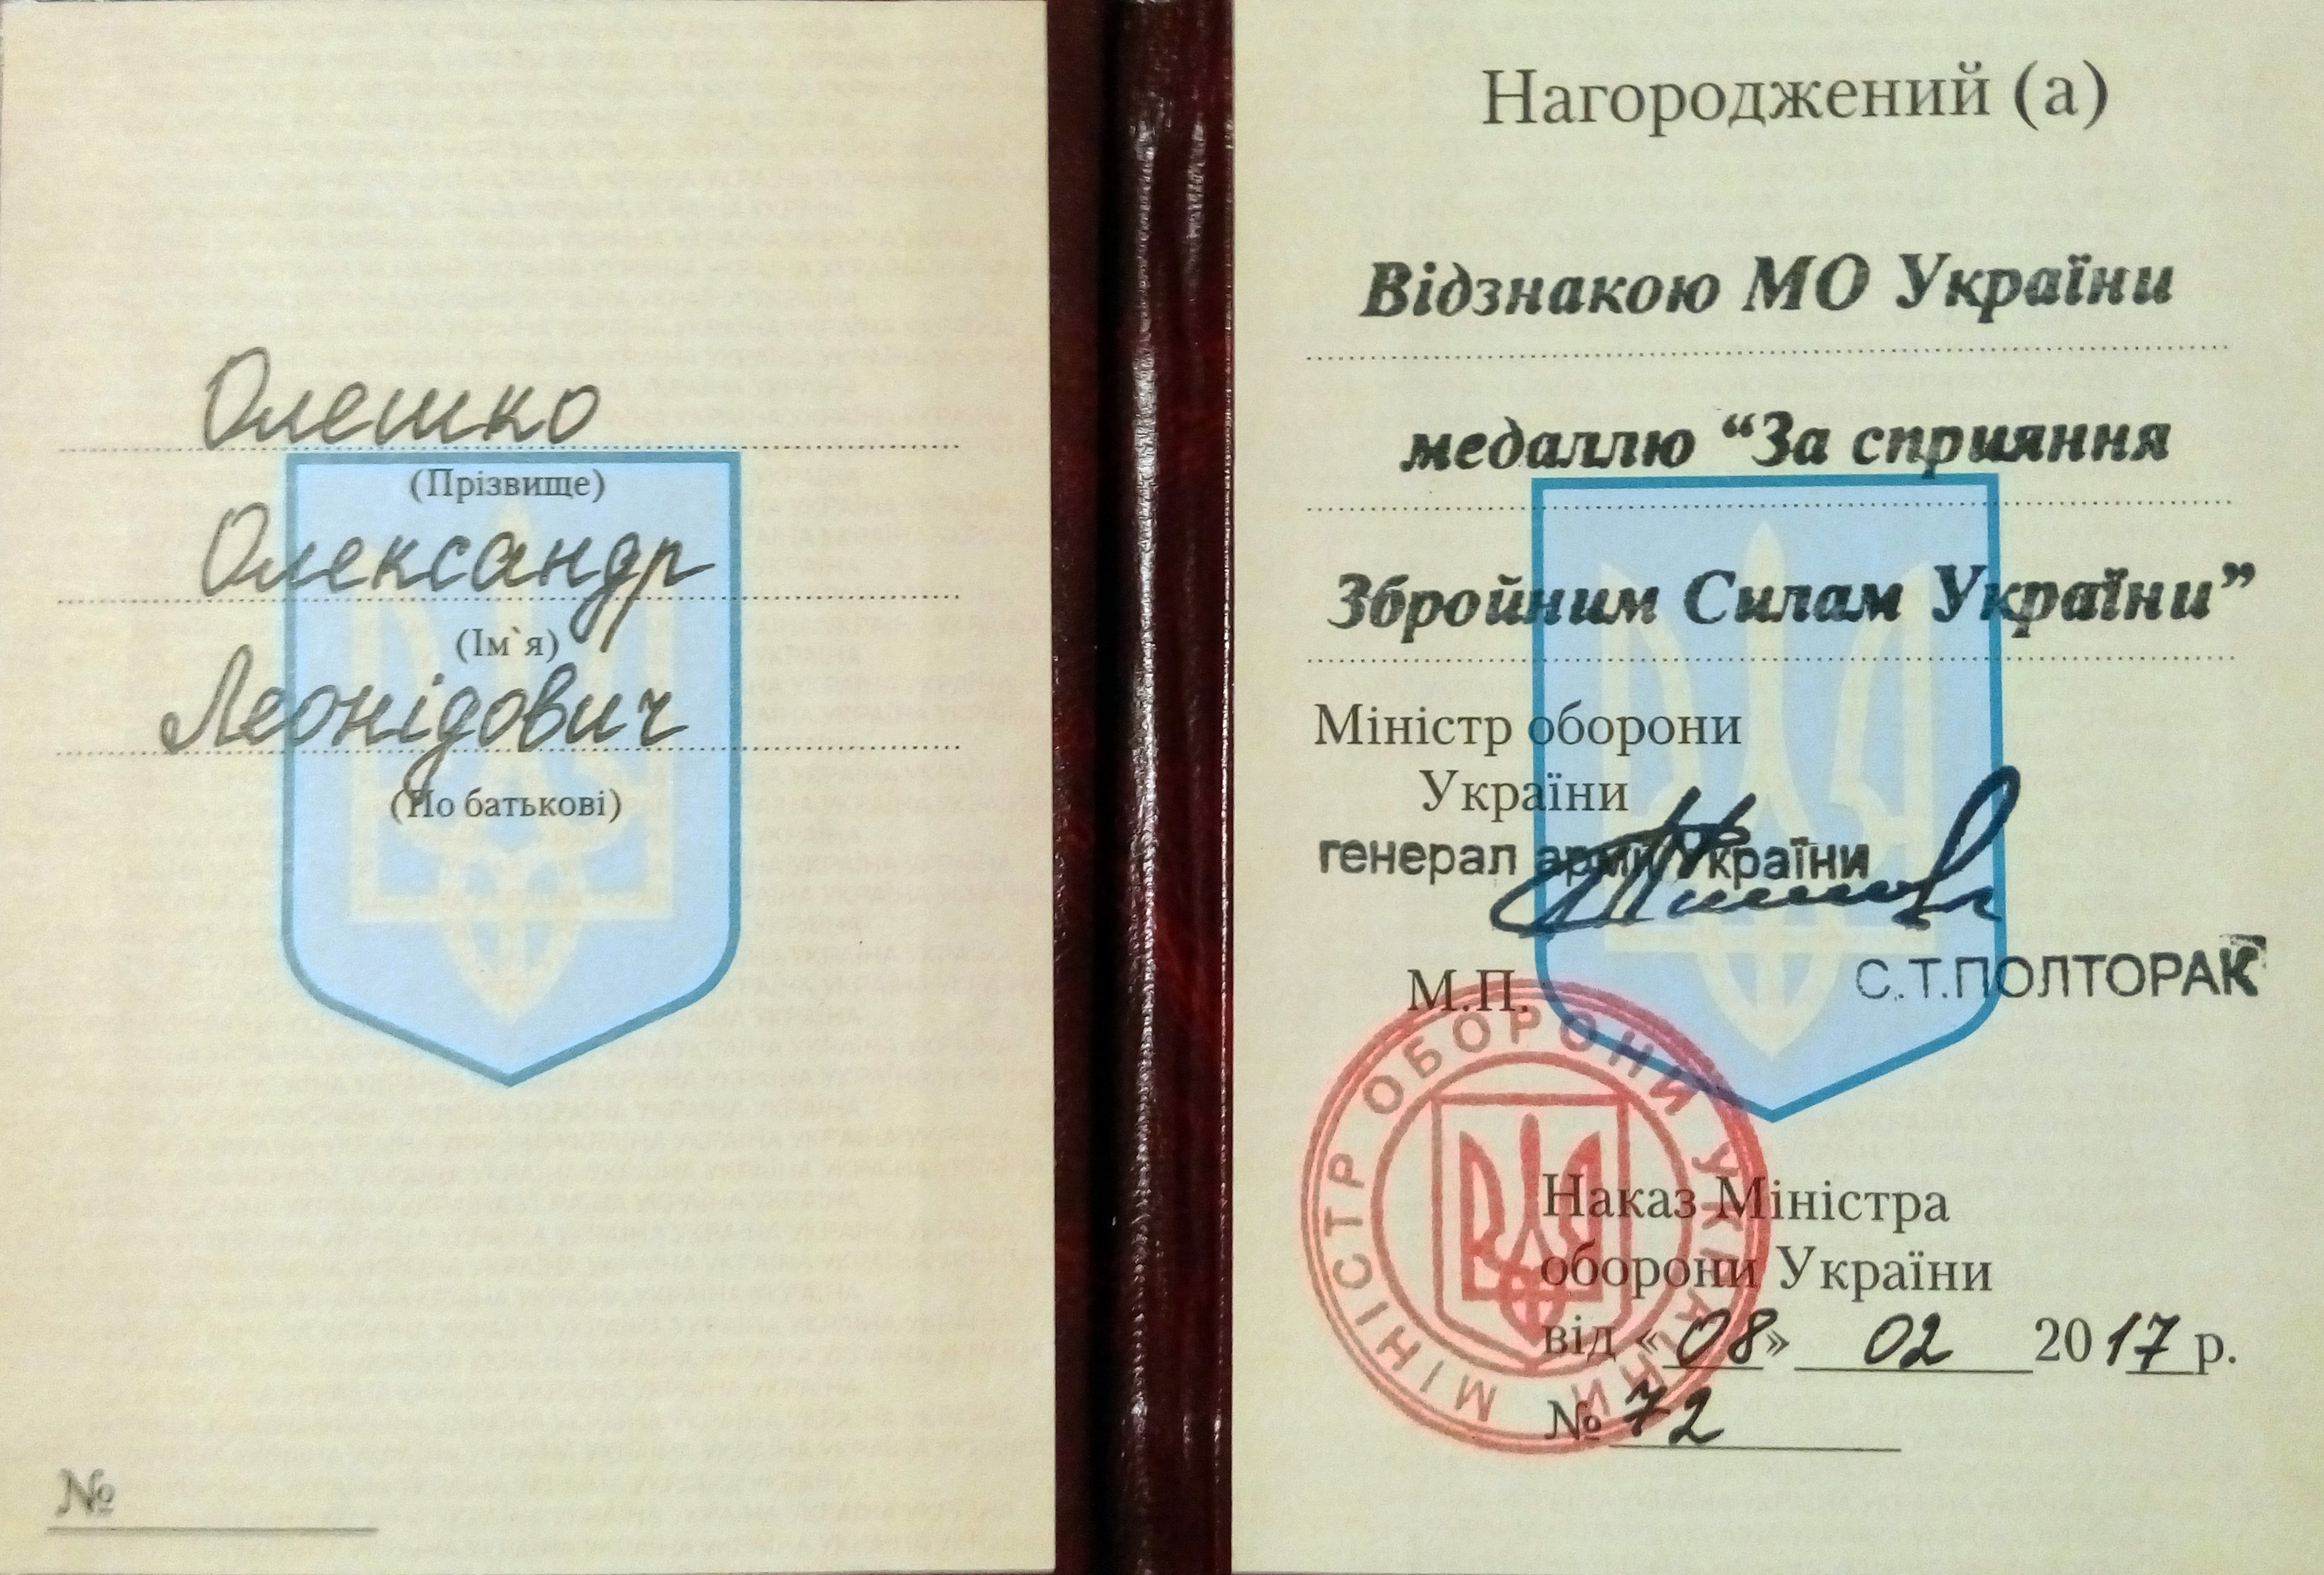 Олешко
(Прізвище)
Олександр
(Ім`я)
Леонідович
(По батькові)
№
Нагороджений (а)
Відзнакою МО України
медаллю “За сприяння
Збройним Силам України”
Міністр оборони
України
генерал армії України
М.П.
С.Т.ПОЛТОРАК
МІНІСТР ОБОРОНИ УКРАЇНИ
Наказ Міністра
оборони України
від «08» 02 2017 р.
№ 72